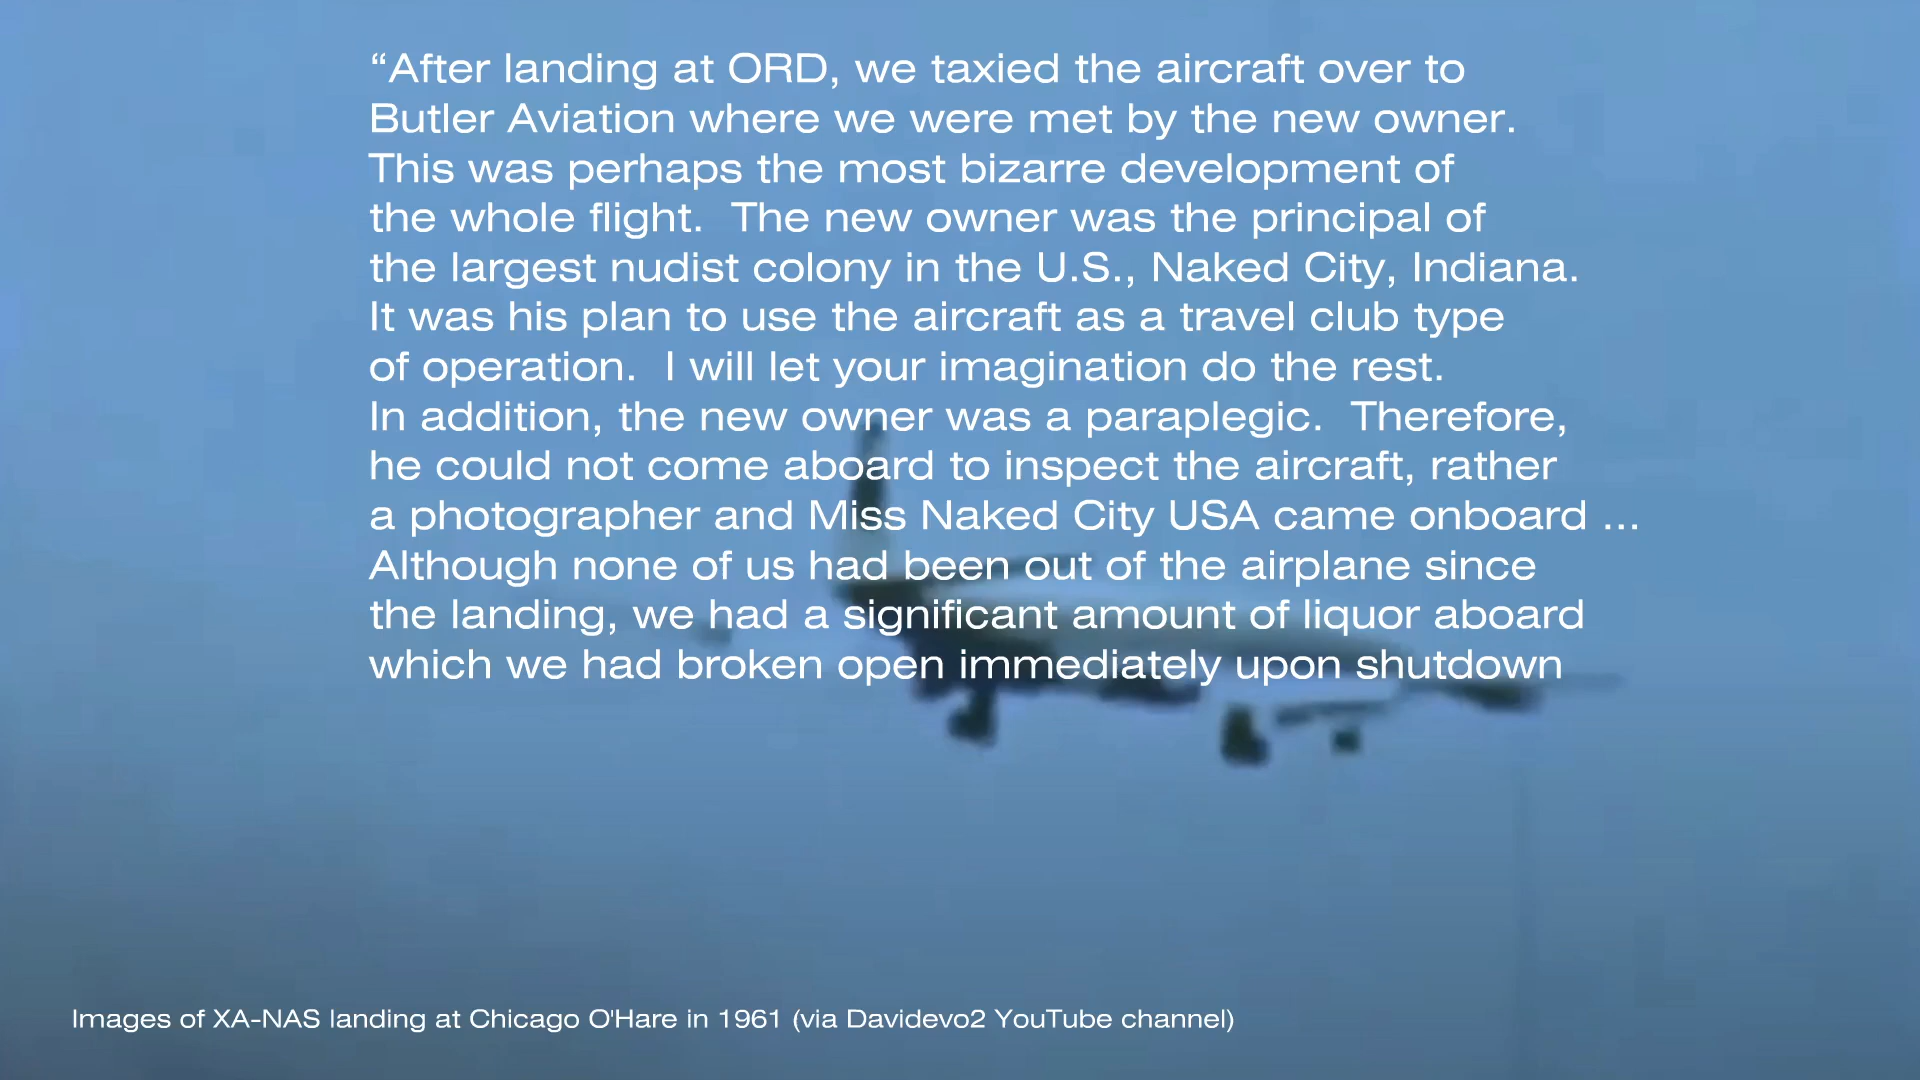 “After landing at ORD, we taxied the aircraft over to
Butler Aviation where we were met by the new owner.
This was perhaps the most bizarre development of
the whole flight.  The new owner was the principal of
the largest nudist colony in the U.S., Naked City, Indiana.
It was his plan to use the aircraft as a travel club type
of operation.  I will let your imagination do the rest.
In addition, the new owner was a paraplegic.  Therefore,
he could not come aboard to inspect the aircraft, rather
a photographer and Miss Naked City USA came onboard ...
Although none of us had been out of the airplane since
the landing, we had a significant amount of liquor aboard
which we had broken open immediately upon shutdown
Images of XA-NAS landing at Chicago O'Hare in 1961 (via Davidevo2 YouTube channel)